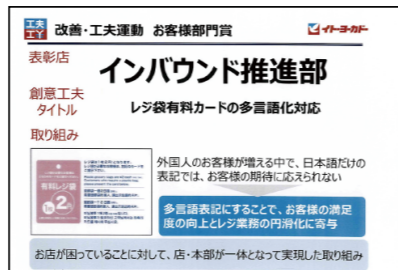 工夫
改善・工夫運動 お客様部門賞
イトーヨーカドー
表彰店
インバウンド推進部
創意工夫
タイトル
レジ袋有料カードの多言語化対応
取り組み
有料レジ袋
1枚2円
外国人のお客様が増える中で、日本語だけの
表記では、お客様の期待に応えられない
多言語表記にすることで、お客様の満足
度の向上とレジ業務の円滑化に寄与
お店が困っていることに対して、店・本部が一体となって実現した取り組み